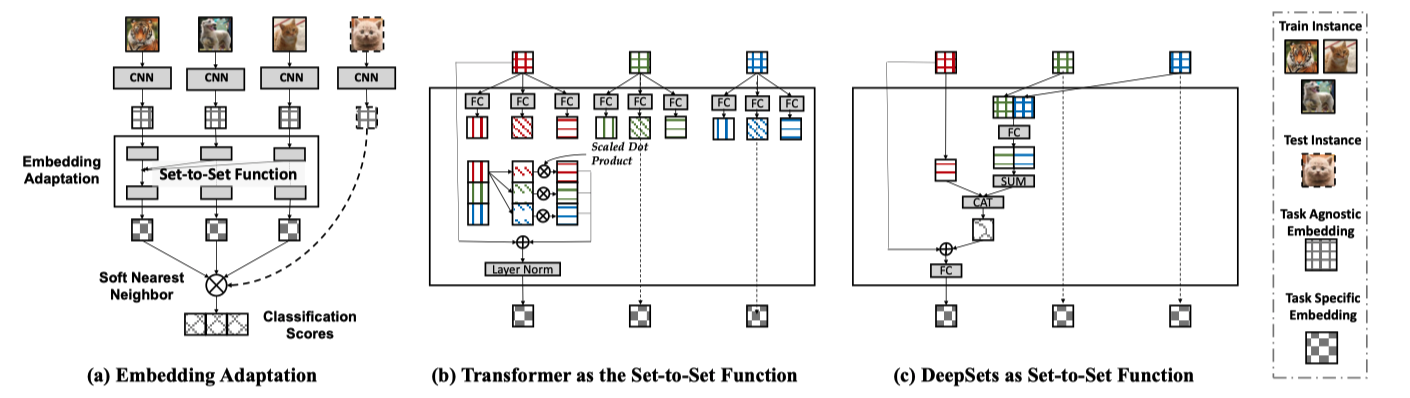 CNN
CNN
CNN
CNN
Embedding
Adaptation
Set-to-Set Function
Soft Nearest
Neighbor
Classification
Scores
(a) Embedding Adaptation
FC
FC
FC
FC
FC
FC
FC
FC
FC
Scaled Dot
Product
Layer Norm
(b) Transformer as the Set-to-Set Function
FC
SUM
CAT
FC
(c) DeepSets as Set-to-Set Function
Train Instance
Test Instance
Task Agnostic
Embedding
Task Specific
Embedding